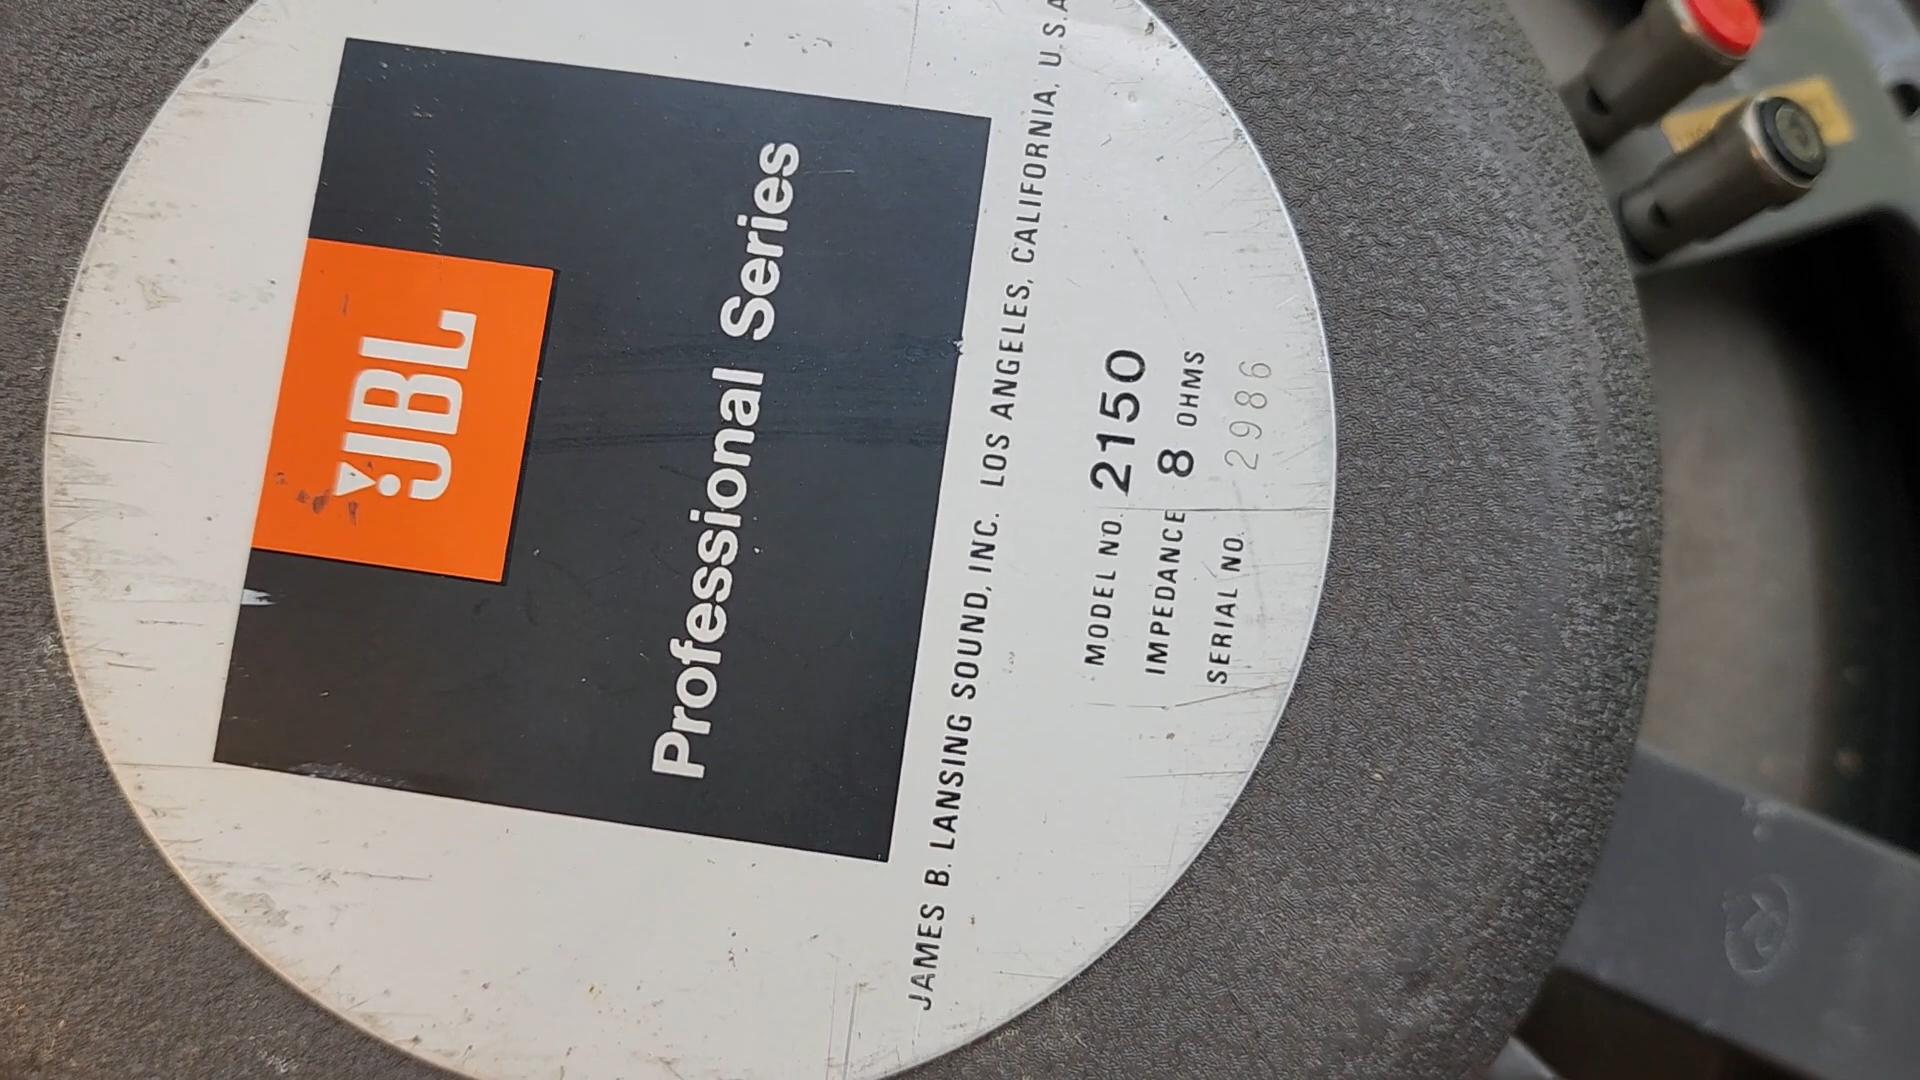 JBL
Professional Series
JAMES B. LANSING SOUND, INC. LOS ANGELES, CALIFORNIA, U.S.A
MODEL NO. 2150
IMPEDANCE 8 OHMS
SERIAL NO. 2986